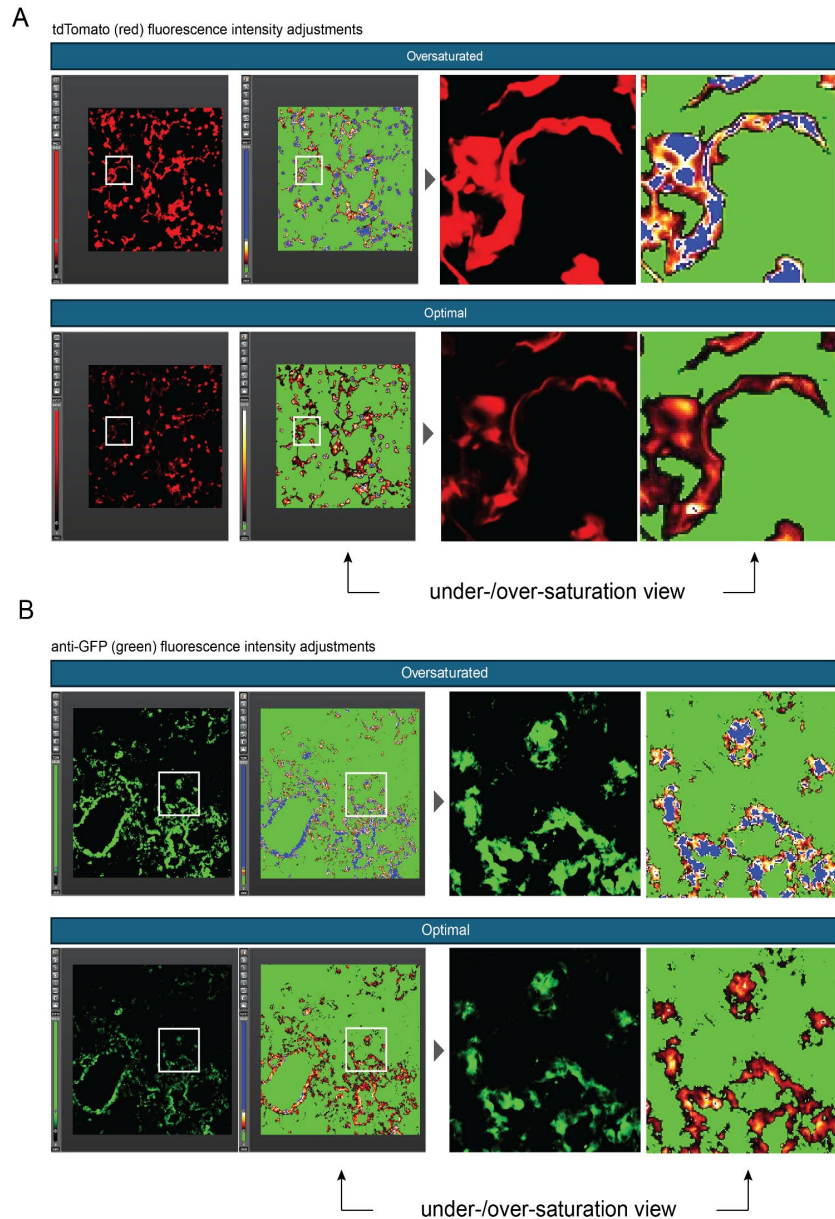 A
tdTomato (red) fluorescence intensity adjustments
Oversaturated
Optimal
under-/over-saturation view
B
anti-GFP (green) fluorescence intensity adjustments
Oversaturated
Optimal
under-/over-saturation view